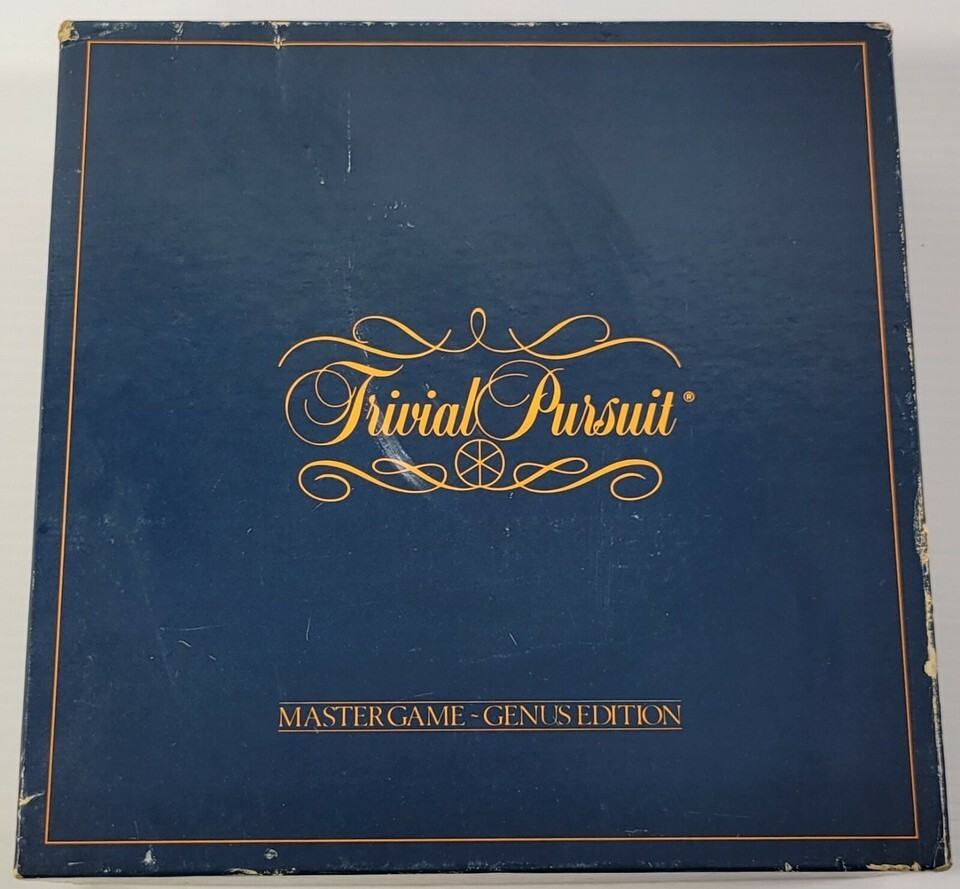 Trivial Pursuit®
MASTER GAME ~ GENUS EDITION